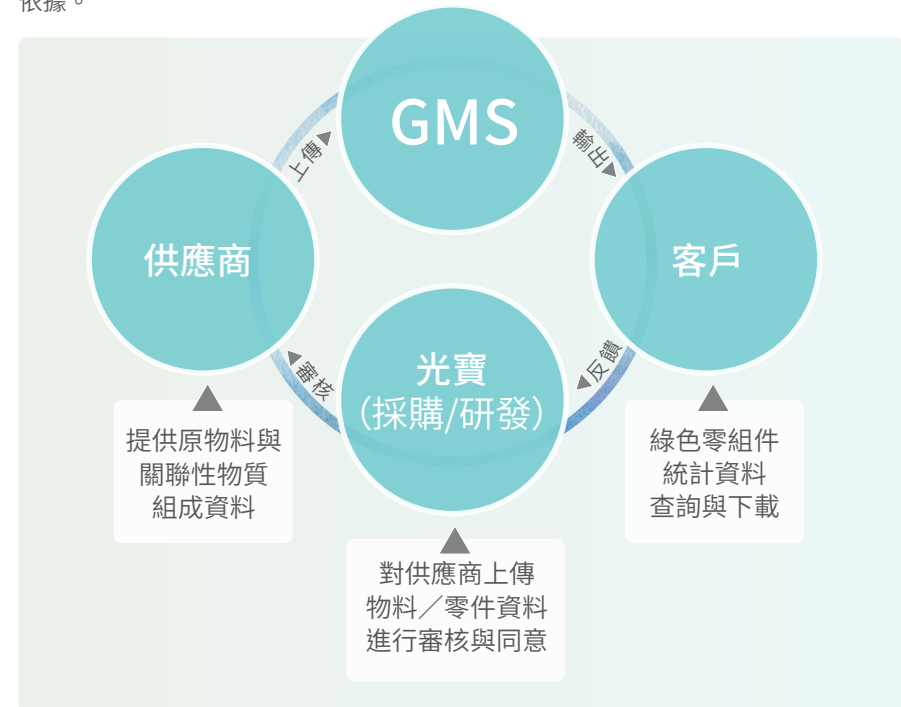 依據。
GMS
上傳
輸出
供應商
客戶
審核
反饋
光寶
（採購/研發）
提供原物料與
關聯性物質
組成資料
綠色零組件
統計資料
查詢與下載
對供應商上傳
物料／零件資料
進行審核與同意